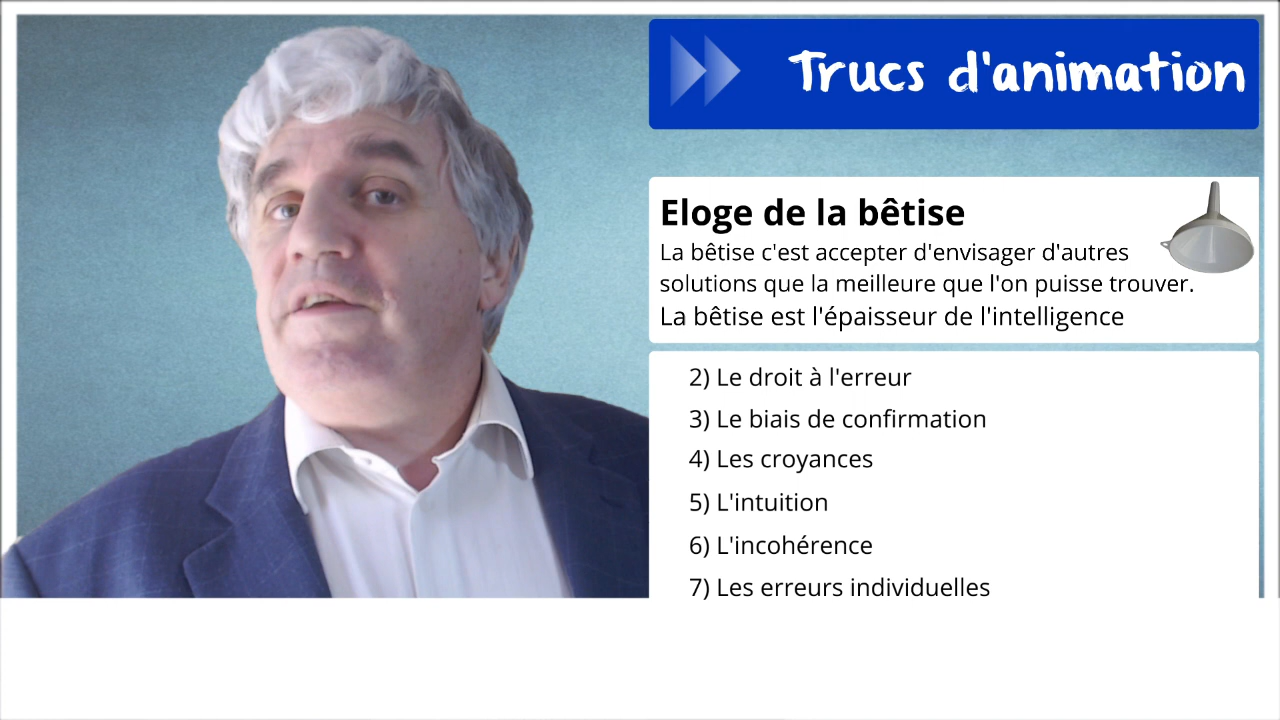 Trucs d'animation
Eloge de la bêtise
La bêtise c'est accepter d'envisager d'autres
solutions que la meilleure que l'on puisse trouver.
La bêtise est l'épaisseur de l'intelligence
2) Le droit à l'erreur
3) Le biais de confirmation
4) Les croyances
5) L'intuition
6) L'incohérence
7) Les erreurs individuelles